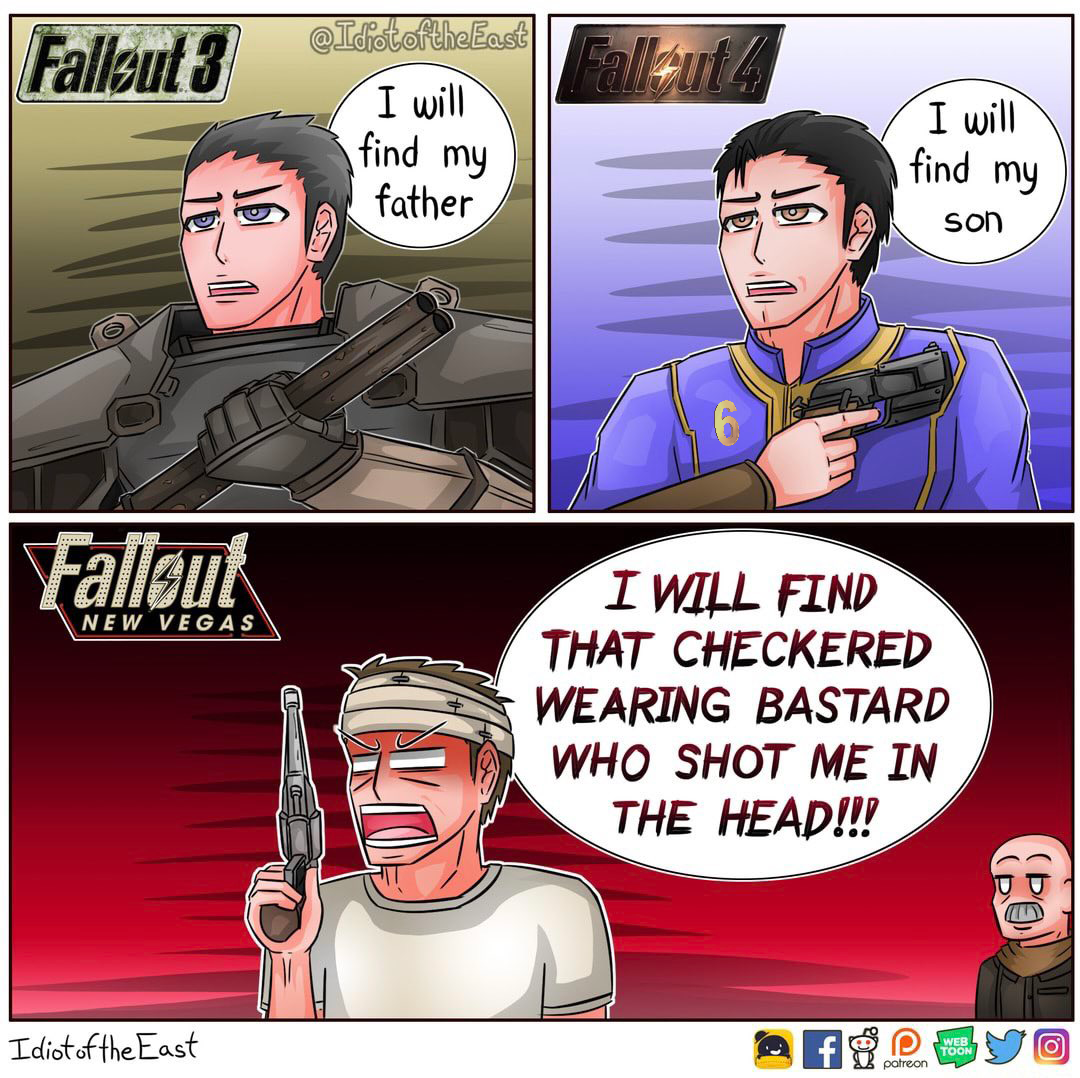 Fallout 3
@IdiotoftheEast
I will
find my
father
Fallout 4
I will
find my
son
6
Fallout
NEW VEGAS
I WILL FIND
THAT CHECKERED
WEARING BASTARD
WHO SHOT ME IN
THE HEAD!!!
IdiotoftheEast
patreon
WEB
TOON